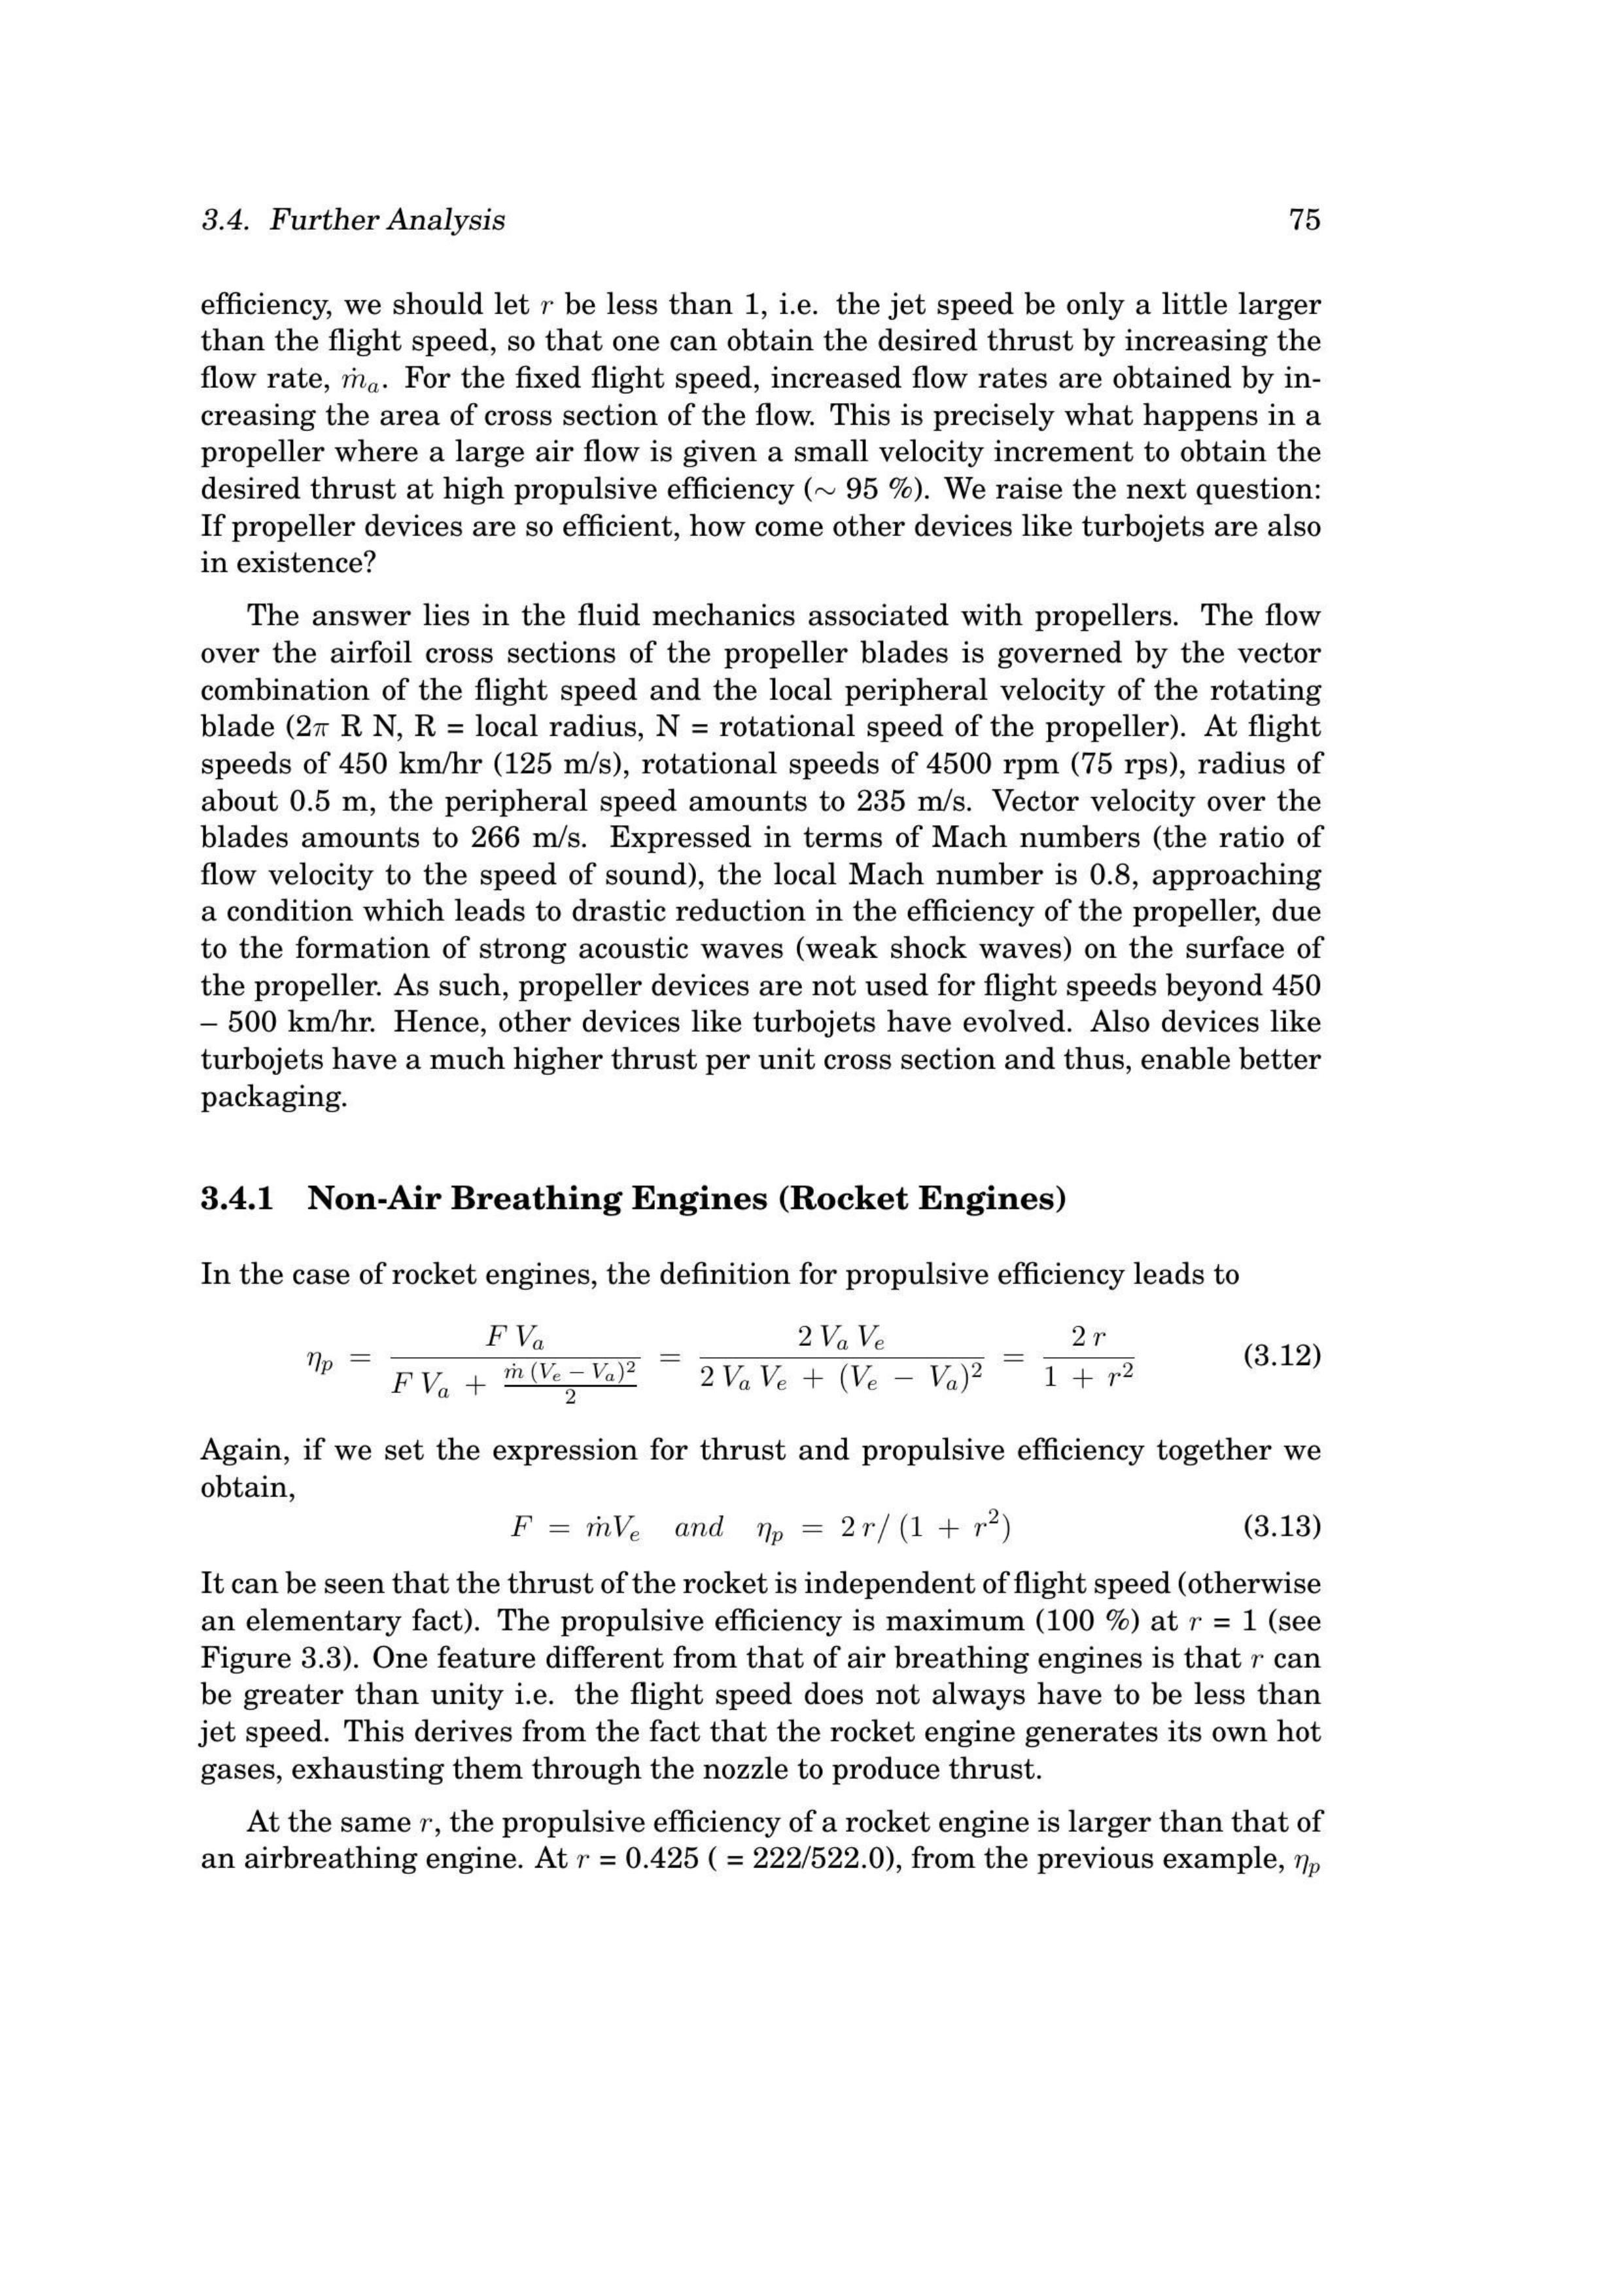 3.4. Further Analysis 75
efficiency, we should let r be less than 1, i.e. the jet speed be only a little larger
than the flight speed, so that one can obtain the desired thrust by increasing the
flow rate, ṁₐ. For the fixed flight speed, increased flow rates are obtained by in-
creasing the area of cross section of the flow. This is precisely what happens in a
propeller where a large air flow is given a small velocity increment to obtain the
desired thrust at high propulsive efficiency (∼ 95 %). We raise the next question:
If propeller devices are so efficient, how come other devices like turbojets are also
in existence?
The answer lies in the fluid mechanics associated with propellers. The flow
over the airfoil cross sections of the propeller blades is governed by the vector
combination of the flight speed and the local peripheral velocity of the rotating
blade (2π R N, R = local radius, N = rotational speed of the propeller). At flight
speeds of 450 km/hr (125 m/s), rotational speeds of 4500 rpm (75 rps), radius of
about 0.5 m, the peripheral speed amounts to 235 m/s. Vector velocity over the
blades amounts to 266 m/s. Expressed in terms of Mach numbers (the ratio of
flow velocity to the speed of sound), the local Mach number is 0.8, approaching
a condition which leads to drastic reduction in the efficiency of the propeller, due
to the formation of strong acoustic waves (weak shock waves) on the surface of
the propeller. As such, propeller devices are not used for flight speeds beyond 450
– 500 km/hr. Hence, other devices like turbojets have evolved. Also devices like
turbojets have a much higher thrust per unit cross section and thus, enable better
packaging.
3.4.1 Non-Air Breathing Engines (Rocket Engines)
In the case of rocket engines, the definition for propulsive efficiency leads to
η_p = F V_a / (F V_a + ṁ (V_e − V_a)² / 2) = 2 V_a V_e / (2 V_a V_e + (V_e − V_a)²) = 2 r / (1 + r²) (3.12)
Again, if we set the expression for thrust and propulsive efficiency together we
obtain,
F = ṁV_e and η_p = 2 r/ (1 + r²) (3.13)
It can be seen that the thrust of the rocket is independent of flight speed (otherwise
an elementary fact). The propulsive efficiency is maximum (100 %) at r = 1 (see
Figure 3.3). One feature different from that of air breathing engines is that r can
be greater than unity i.e. the flight speed does not always have to be less than
jet speed. This derives from the fact that the rocket engine generates its own hot
gases, exhausting them through the nozzle to produce thrust.
At the same r, the propulsive efficiency of a rocket engine is larger than that of
an airbreathing engine. At r = 0.425 ( = 222/522.0), from the previous example, η_p